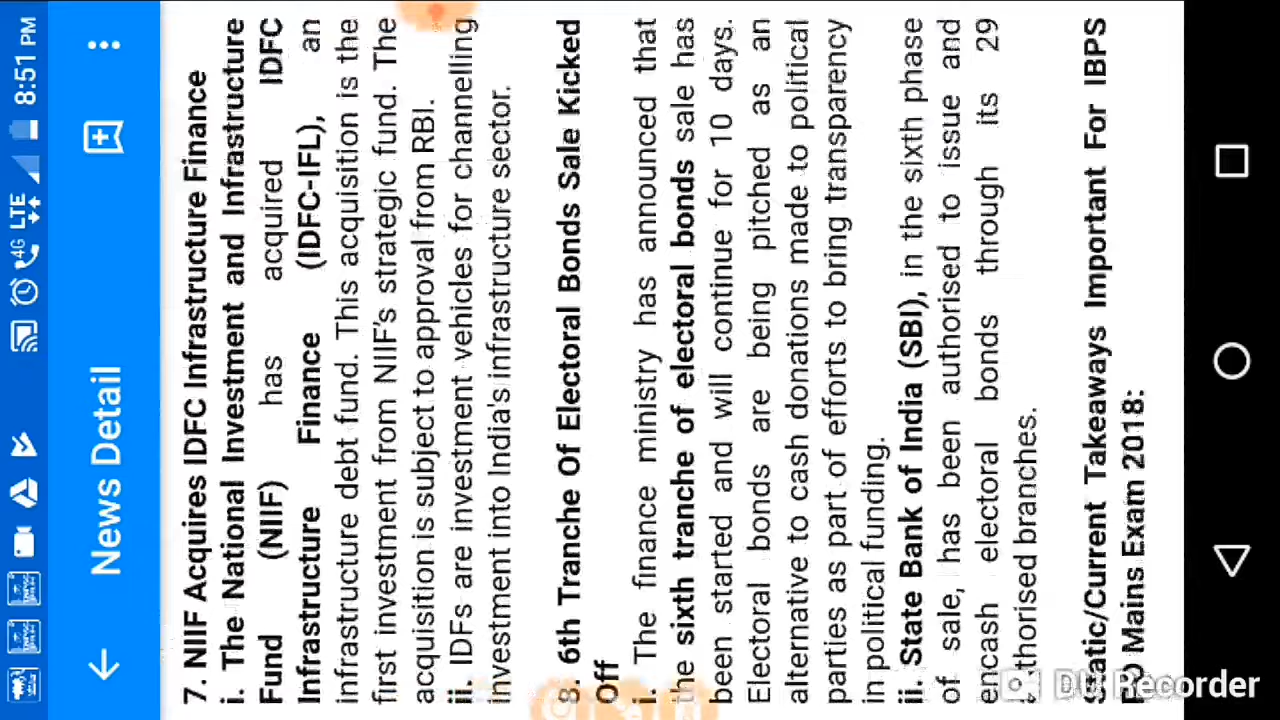 8:51 PM
4G LTE
News Detail
7. NIIF Acquires IDFC Infrastructure Finance
i. The National Investment and Infrastructure
Fund (NIIF) has acquired IDFC
Infrastructure Finance (IDFC-IFL), an
infrastructure debt fund. This acquisition is the
first investment from NIIF's strategic fund. The
acquisition is subject to approval from RBI.
iii. IDFs are investment vehicles for channelling
investment into India's infrastructure sector.
8. 6th Tranche Of Electoral Bonds Sale Kicked
Off
i. The finance ministry has announced that
the sixth tranche of electoral bonds sale has
been started and will continue for 10 days.
Electoral bonds are being pitched as an
alternative to cash donations made to political
parties as part of efforts to bring transparency
in political funding.
ii. State Bank of India (SBI), in the sixth phase
of sale, has been authorised to issue and
encash electoral bonds through its 29
authorised branches.
Static/Current Takeaways Important For IBPS
PO Mains Exam 2018:
DU Recorder